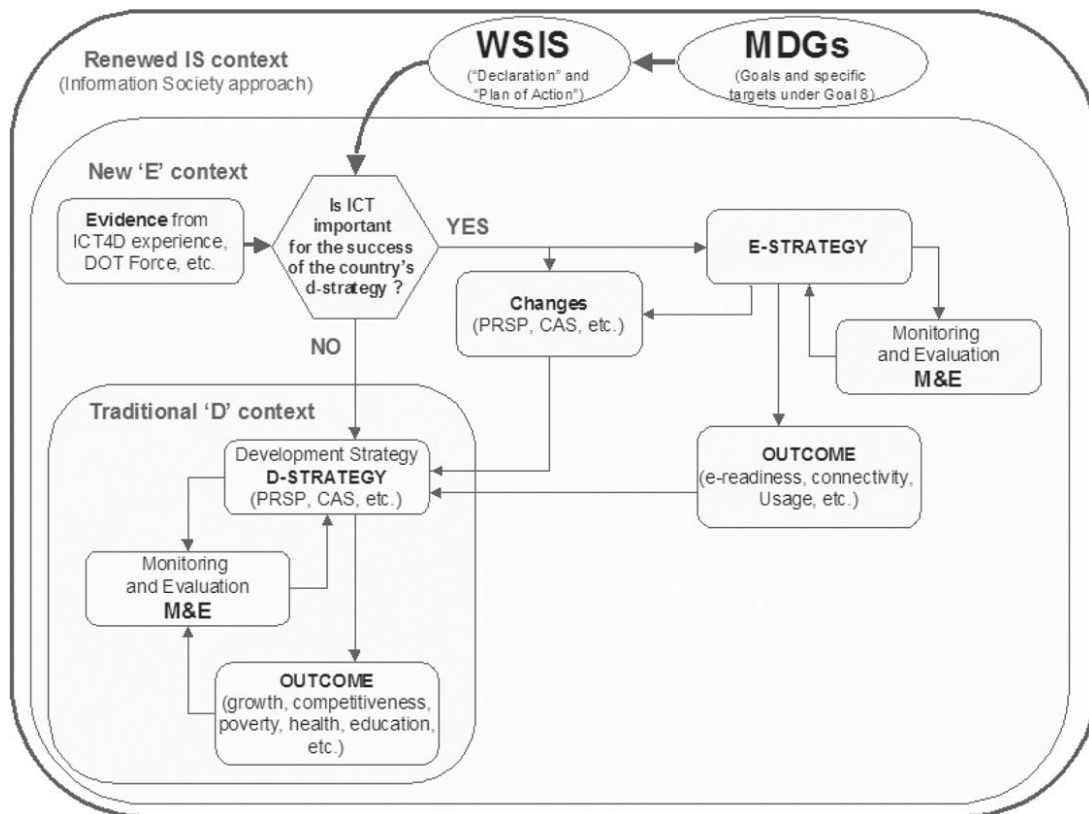 Renewed IS context
(Information Society approach)
WSIS
("Declaration" and
"Plan of Action")
MDGs
(Goals and specific
targets under Goal 8)
New 'E' context
Evidence from
ICT4D experience,
DOT Force, etc.
Is ICT
important
for the success
of the country's
d-strategy ?
YES
NO
E-STRATEGY
Changes
(PRSP, CAS, etc.)
Monitoring
and Evaluation
M&E
Traditional 'D' context
Development Strategy
D-STRATEGY
(PRSP, CAS, etc.)
OUTCOME
(e-readiness, connectivity,
Usage, etc.)
Monitoring
and Evaluation
M&E
OUTCOME
(growth, competitiveness,
poverty, health, education,
etc.)